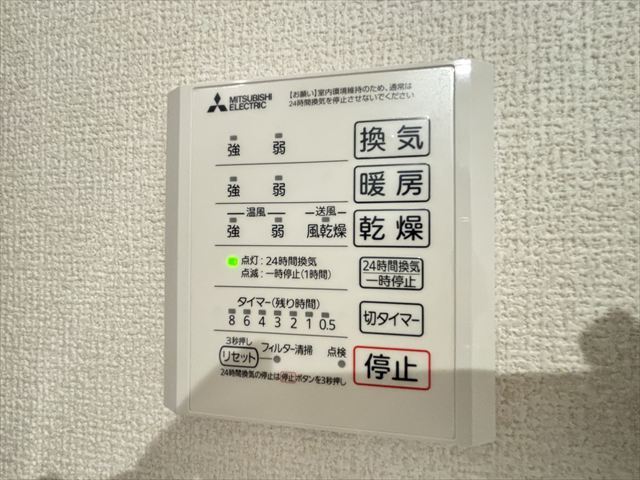 MITSUBISHI
ELECTRIC
【お願い】室内環境維持のため、通常は
24時間換気を停止させないでください
強 弱 換気
強 弱 暖房
温風 送風
強 弱 風乾燥 乾燥
点灯：24時間換気
点滅：一時停止(1時間)
24時間換気
一時停止
タイマー(残り時間)
8 6 4 3 2 1 0.5
切タイマー
3秒押し
リセット フィルター清掃 点検
停止
24時間換気の停止は停止ボタンを3秒押し